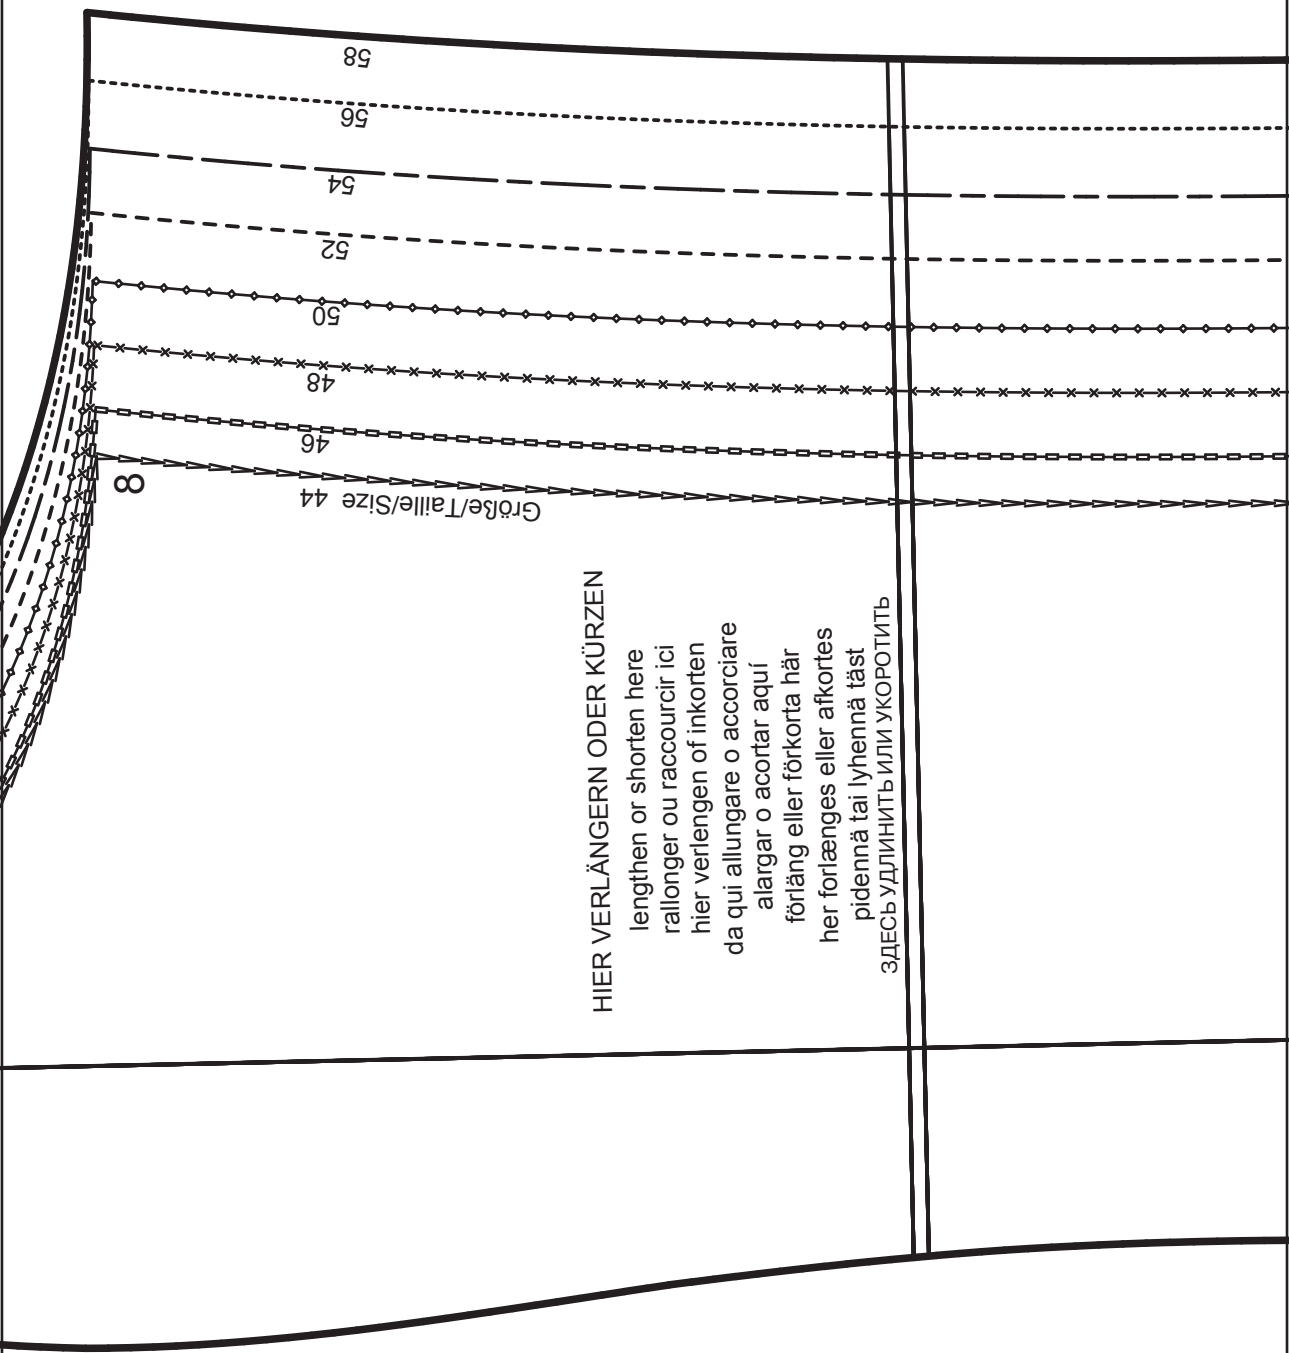 58
56
54
52
50
48
46
Größe/Taille/Size 44
8
HIER VERLÄNGERN ODER KÜRZEN
lengthen or shorten here
rallonger ou raccourcir ici
hier verlengen of inkorten
da qui allungare o accorciare
alargar o acortar aquí
förläng eller förkorta här
her forlænges eller afkortes
pidennä tai lyhennä täst
ЗДЕСЬ УДЛИНИТЬ ИЛИ УКОРОТИТЬ